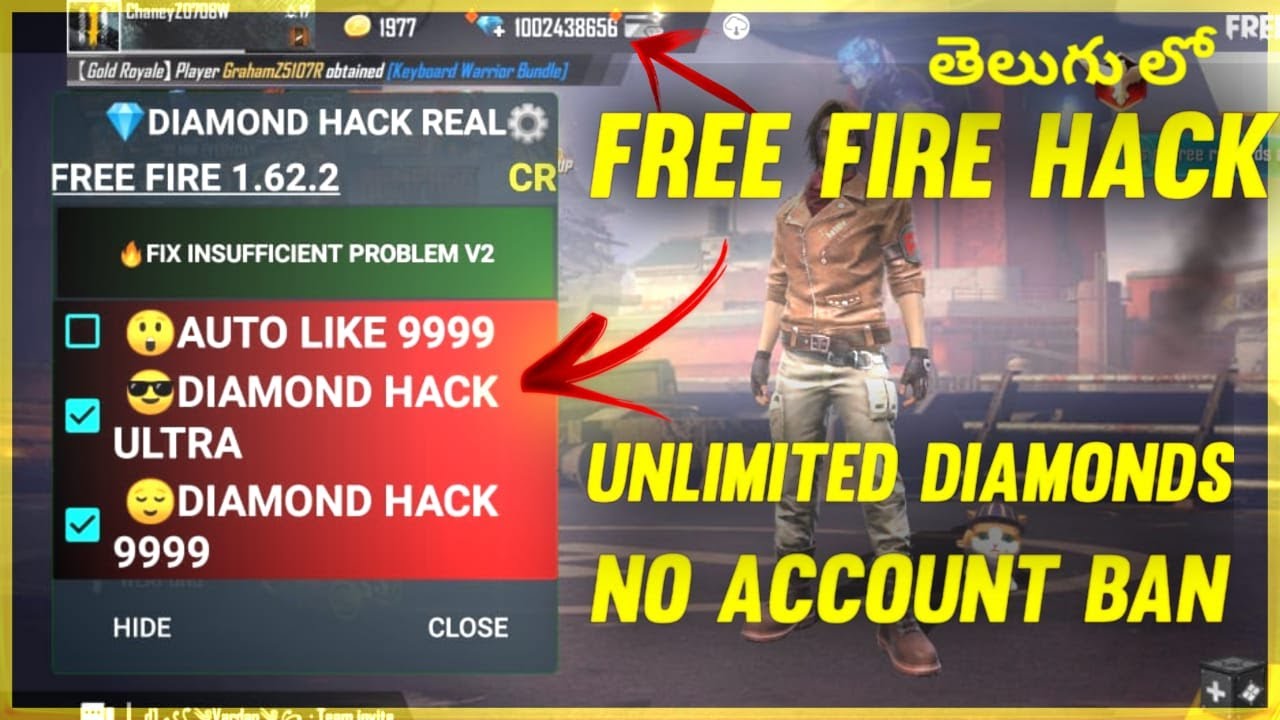 ChaneyZ0708W
1977
1002438656
FRE
[Gold Royale] Player GrahamZ5107R obtained [Keyboard Warrior Bundle]
తెలుగు లో
DIAMOND HACK REAL
FREE FIRE 1.62.2
CR
FREE FIRE HACK
FIX INSUFFICIENT PROBLEM V2
AUTO LIKE 9999
DIAMOND HACK
ULTRA
DIAMOND HACK
9999
UNLIMITED DIAMONDS
NO ACCOUNT BAN
HIDE
CLOSE
Team Invite